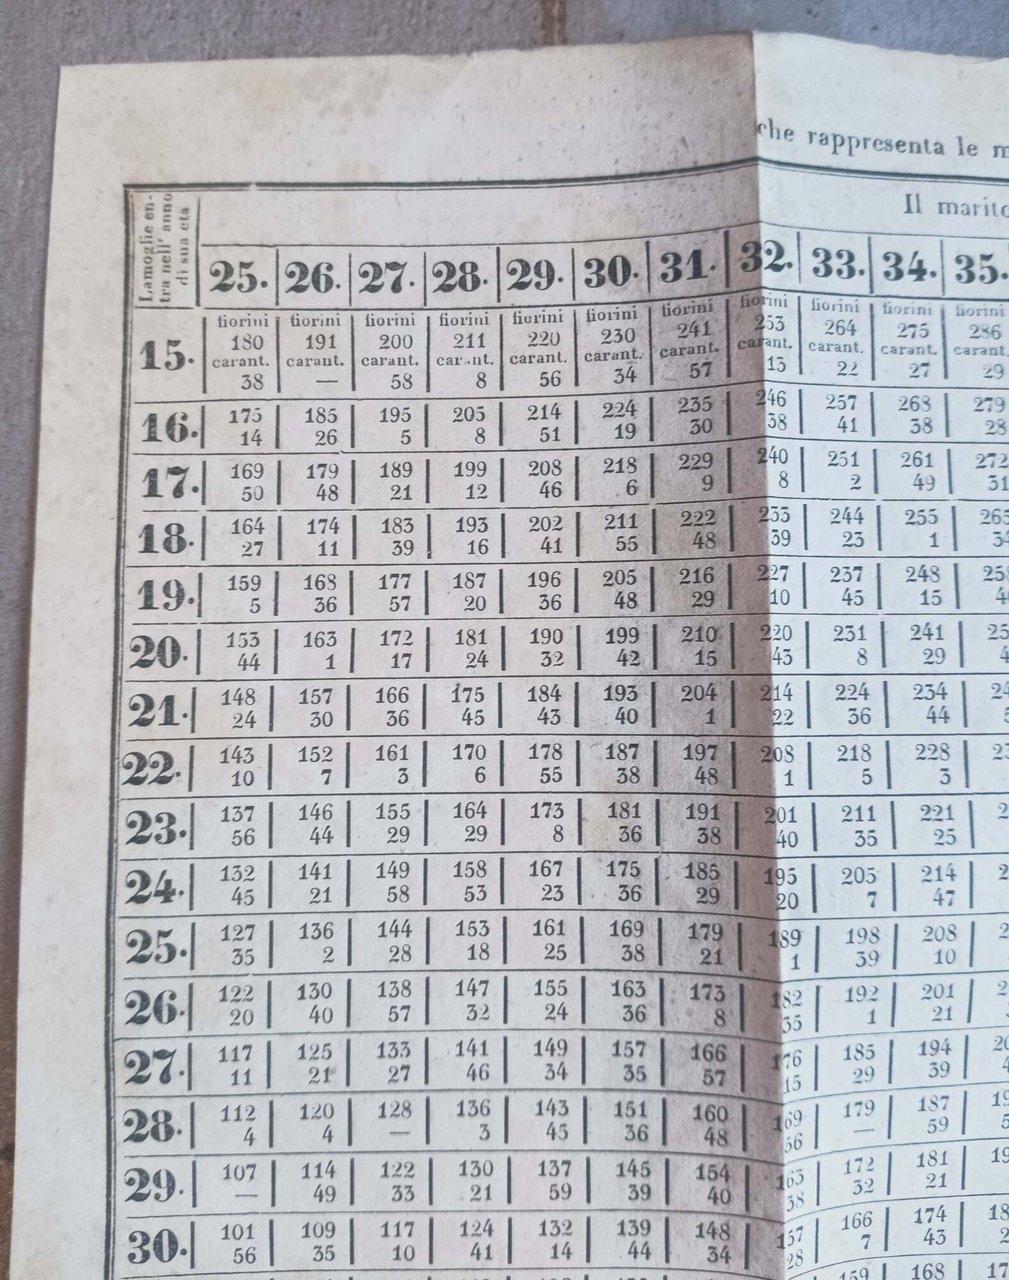 che rappresenta le
Il marito
Lamoglie en-
tra nell' anno
di sua età
25. 26. 27. 28. 29. 30. 31. 32. 33. 34. 35.
fiorini fiorini fiorini fiorini fiorini fiorini fiorini fiorini fiorini fiorini fiorini
15. 180 191 200 211 220 230 241 253 264 275 286
carant. carant. carant. carant. carant. carant. carant. carant. carant. carant. carant.
38 — 58 8 56 34 57 13 22 27 29
16. 175 185 195 205 214 224 235 246 257 268 279
14 26 5 8 51 19 30 38 41 38 28
17. 169 179 189 199 208 218 229 240 251 261 272
50 48 21 12 46 6 9 8 2 49 31
18. 164 174 183 193 202 211 222 233 244 255
27 11 39 16 41 55 48 39 23 1
19. 159 168 177 187 196 205 216 227 237 248
5 36 57 20 36 48 29 10 45 15
20. 153 163 172 181 190 199 210 220 231 241
44 1 17 24 32 42 15 43 8 29
21. 148 157 166 175 184 193 204 214 224 234
24 30 36 45 43 40 1 22 36 44
22. 143 152 161 170 178 187 197 208 218 228
10 7 3 6 55 38 48 1 5 3
23. 137 146 155 164 173 181 191 201 211 221
56 44 29 29 8 36 38 40 35 25
24. 132 141 149 158 167 175 185 195 205 214
45 21 58 53 23 36 29 20 7 47
25. 127 136 144 153 161 169 179 189 198 208
35 2 28 18 25 38 21 1 39 10
26. 122 130 138 147 155 163 173 182 192 201
20 40 57 32 24 36 8 35 1 21
27. 117 125 133 141 149 157 166 176 185 194
11 21 27 46 34 35 57 15 29 39
28. 112 120 128 136 143 151 160 169 179 187
4 4 — 3 45 36 48 56 — 59
29. 107 114 122 130 137 145 154 163 172 181
— 49 33 21 59 39 40 38 32 21
30. 101 109 117 124 132 139 148 157 166 174
56 35 10 41 14 44 34 28 7 43
159 168